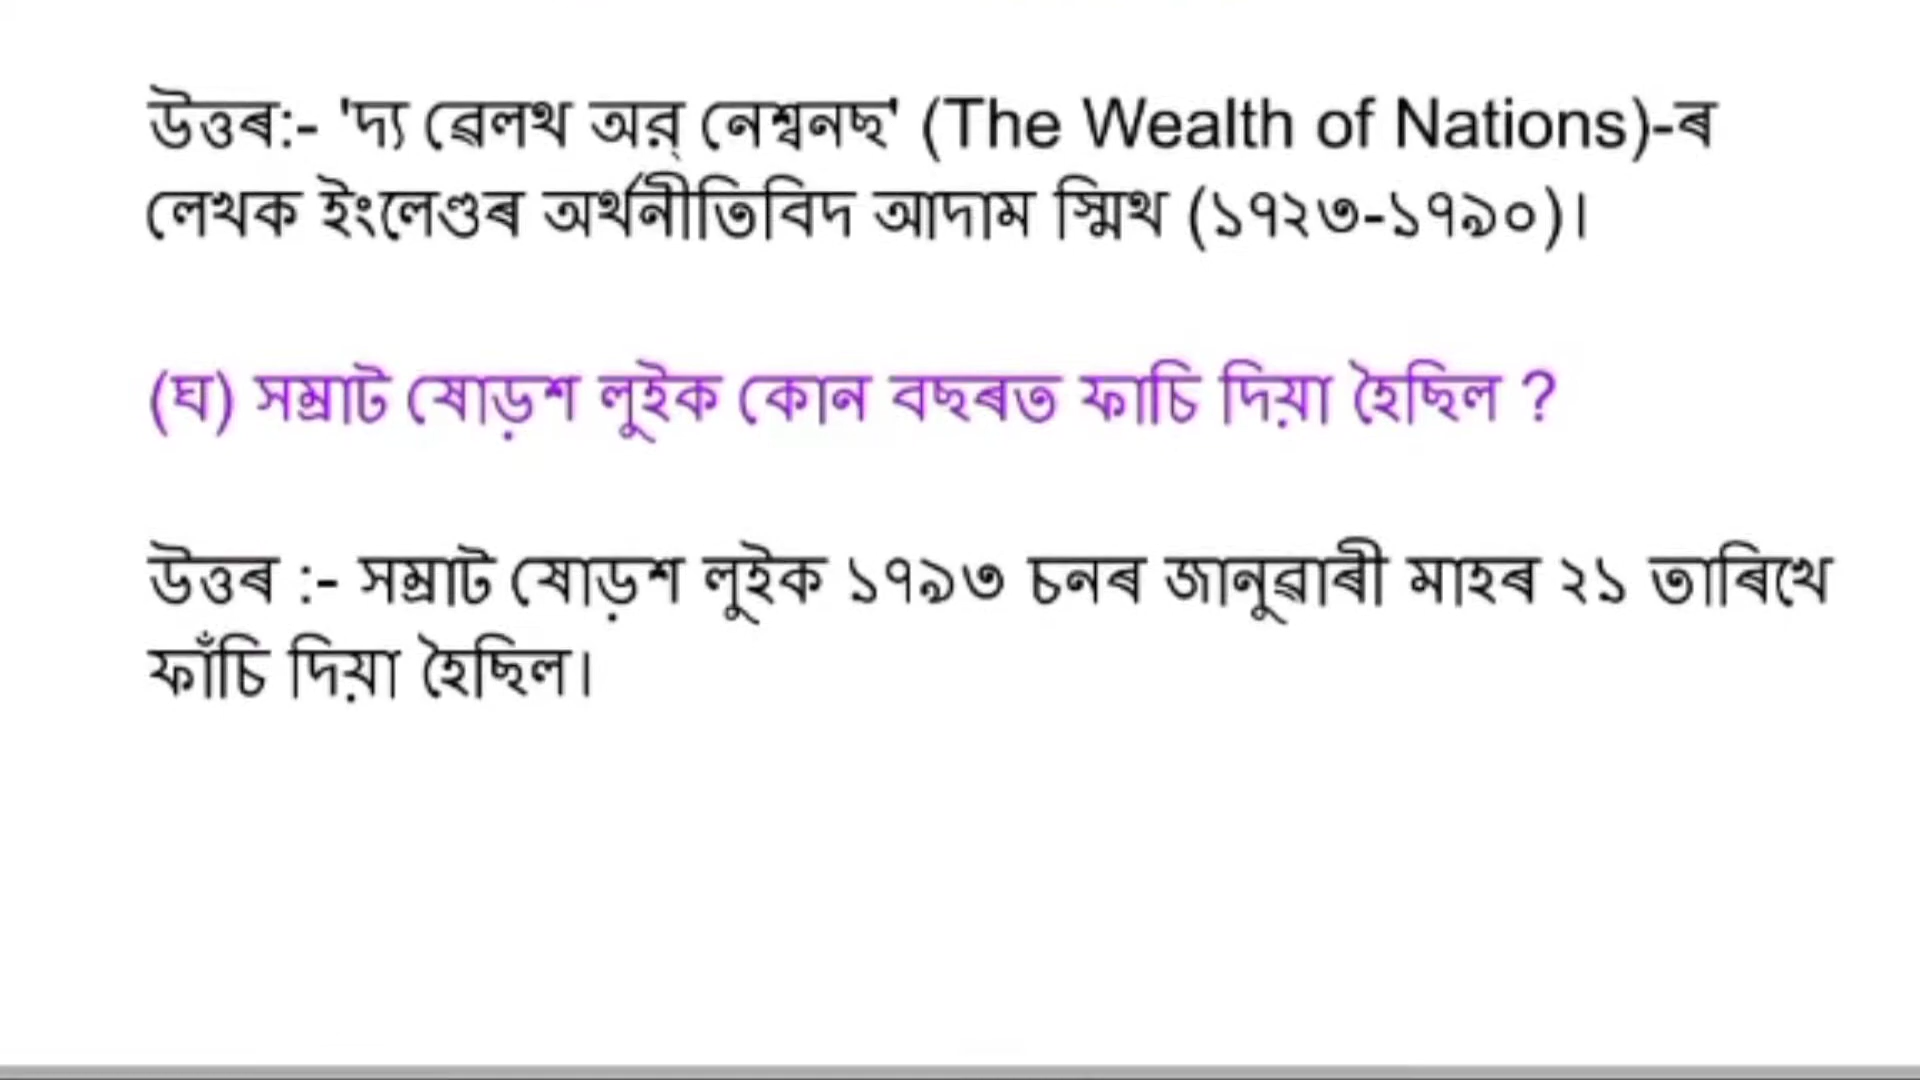 উত্তৰ:- 'দ্য ৱেলথ অর্ নেশ্বনছ' (The Wealth of Nations)-ৰ
লেখক ইংলেণ্ডৰ অৰ্থনীতিবিদ আদাম স্মিথ (১৭২৩-১৭৯০)।
(ঘ) সম্ৰাট ষোড়শ লুইক কোন বছৰত ফাচি দিয়া হৈছিল ?
উত্তৰ :- সম্ৰাট ষোড়শ লুইক ১৭৯৩ চনৰ জানুৱাৰী মাহৰ ২১ তাৰিখে
ফাঁচি দিয়া হৈছিল।